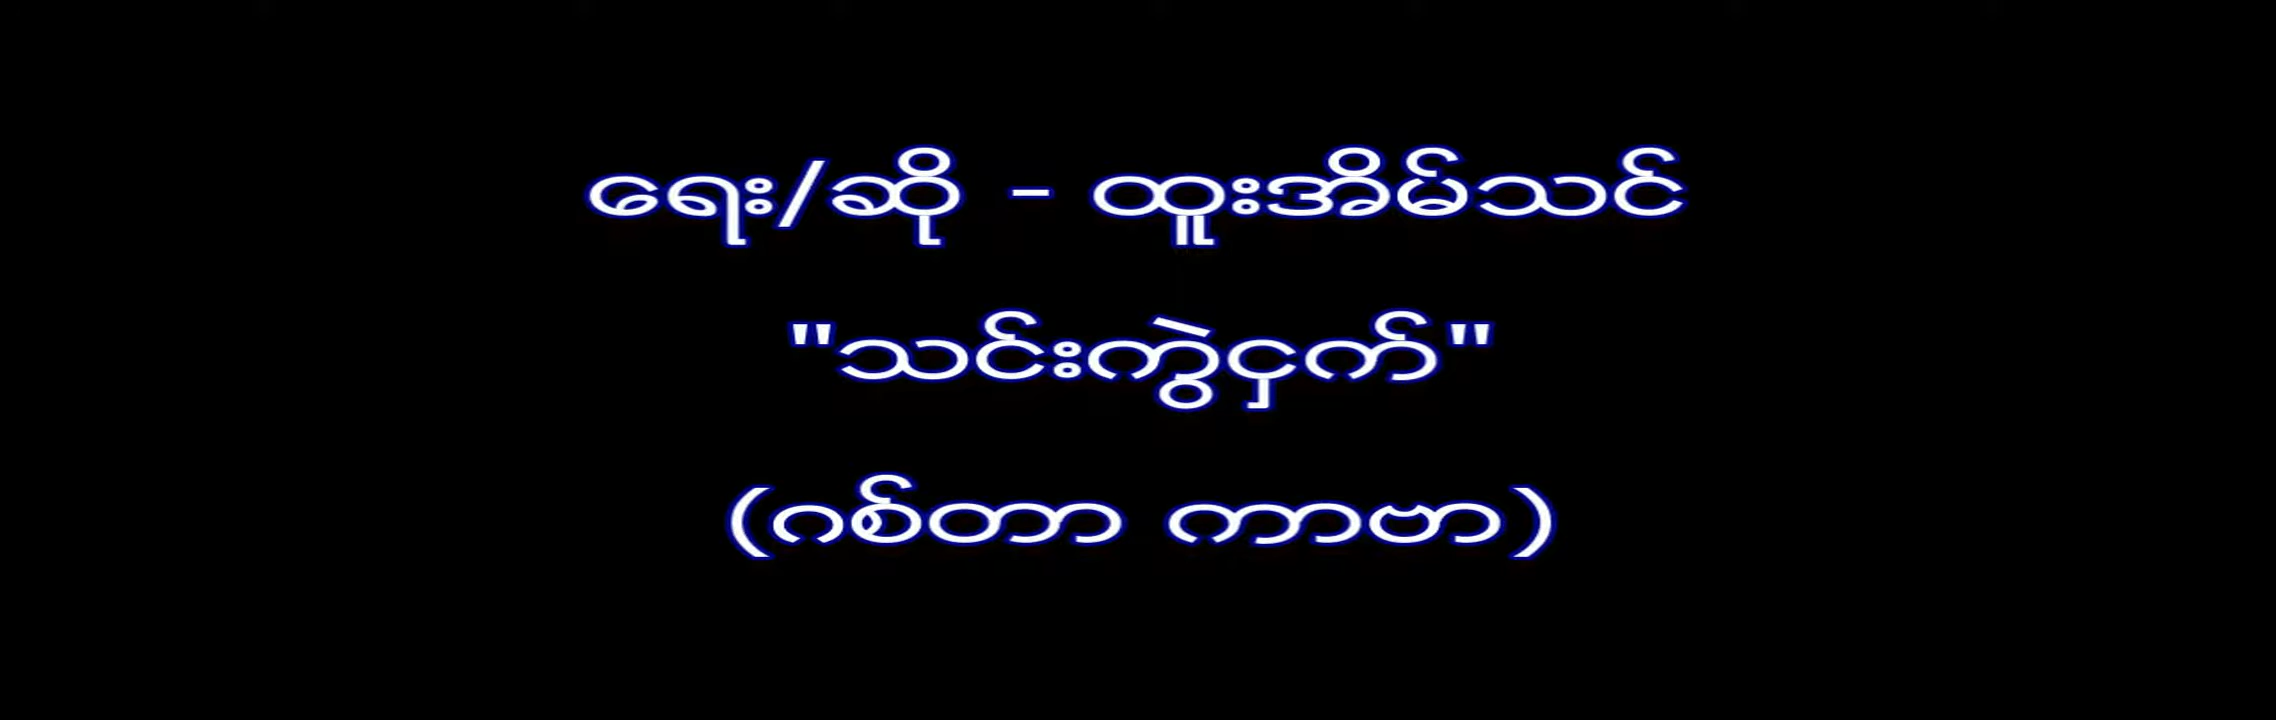 ရေး/ဆို - ထူးအိမ်သင်
"သင်းကွဲငှက်"
(ဂစ်တာ ကာဗာ)